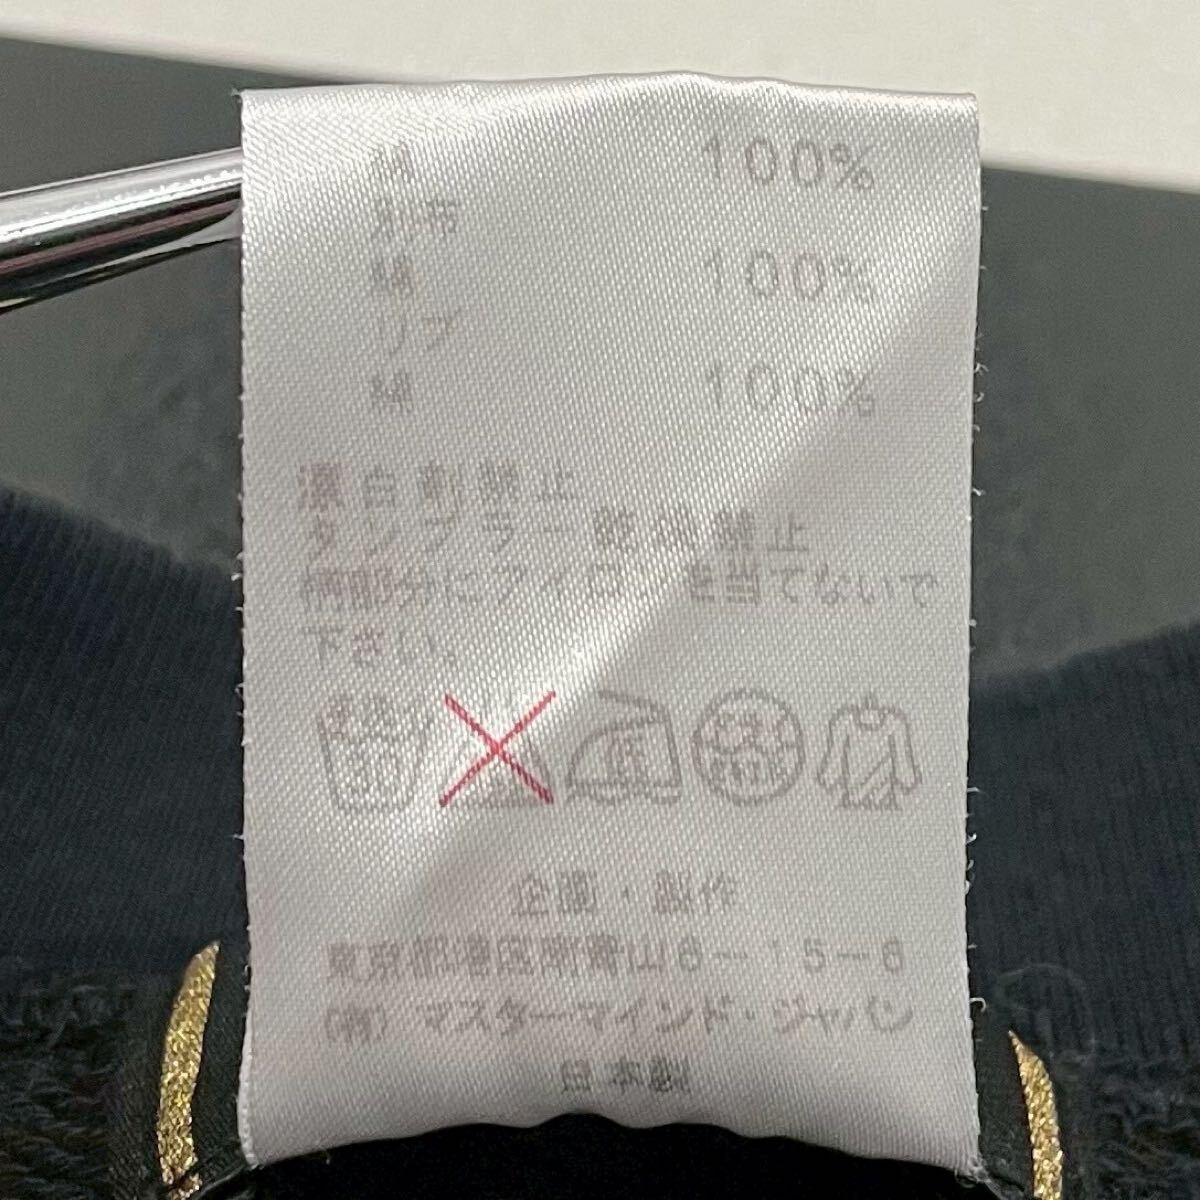 綿 100%
別布
綿 100%
リブ
綿 100%
漂白剤禁止
タンブラー乾燥禁止
柄部分にアイロンを当てないで
下さい。
30 低
企画・製作
東京都港区南青山6-15-6
(有)マスターマインド・ジャパン
日本製